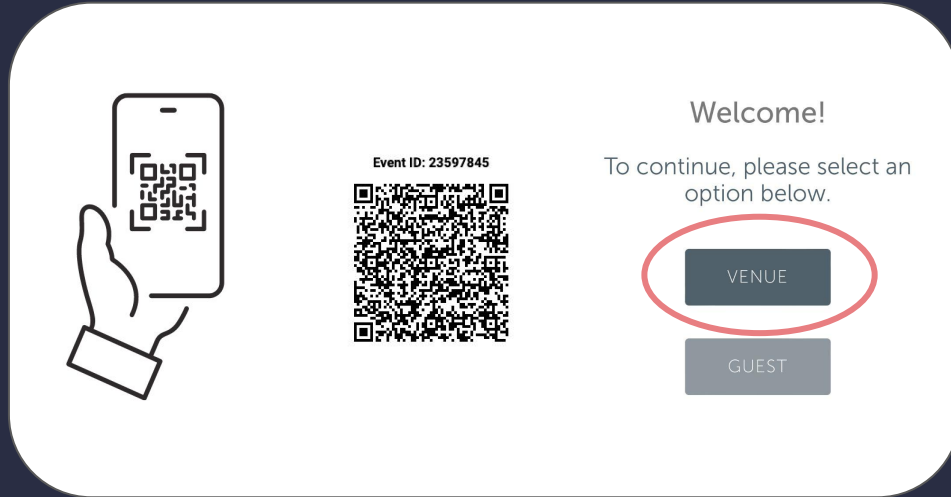 Event ID: 23597845
Welcome!
To continue, please select an
option below.
VENUE
GUEST